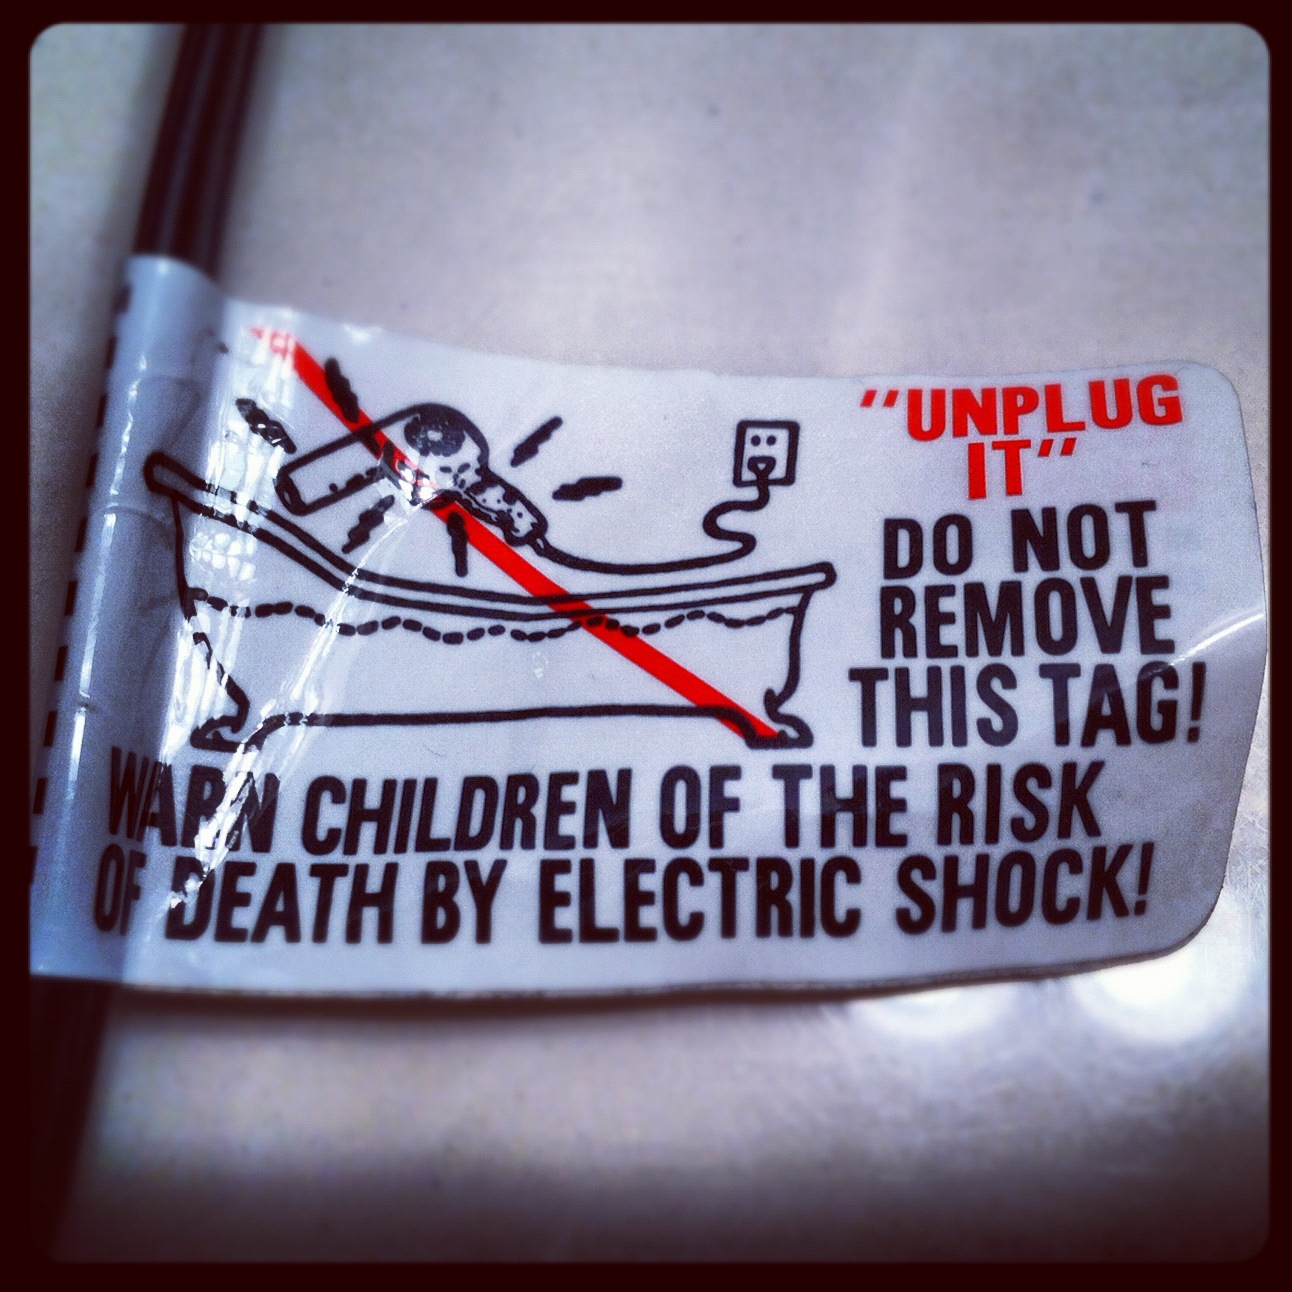 "UNPLUG
IT"
DO NOT
REMOVE
THIS TAG!
WARN CHILDREN OF THE RISK
OF DEATH BY ELECTRIC SHOCK!